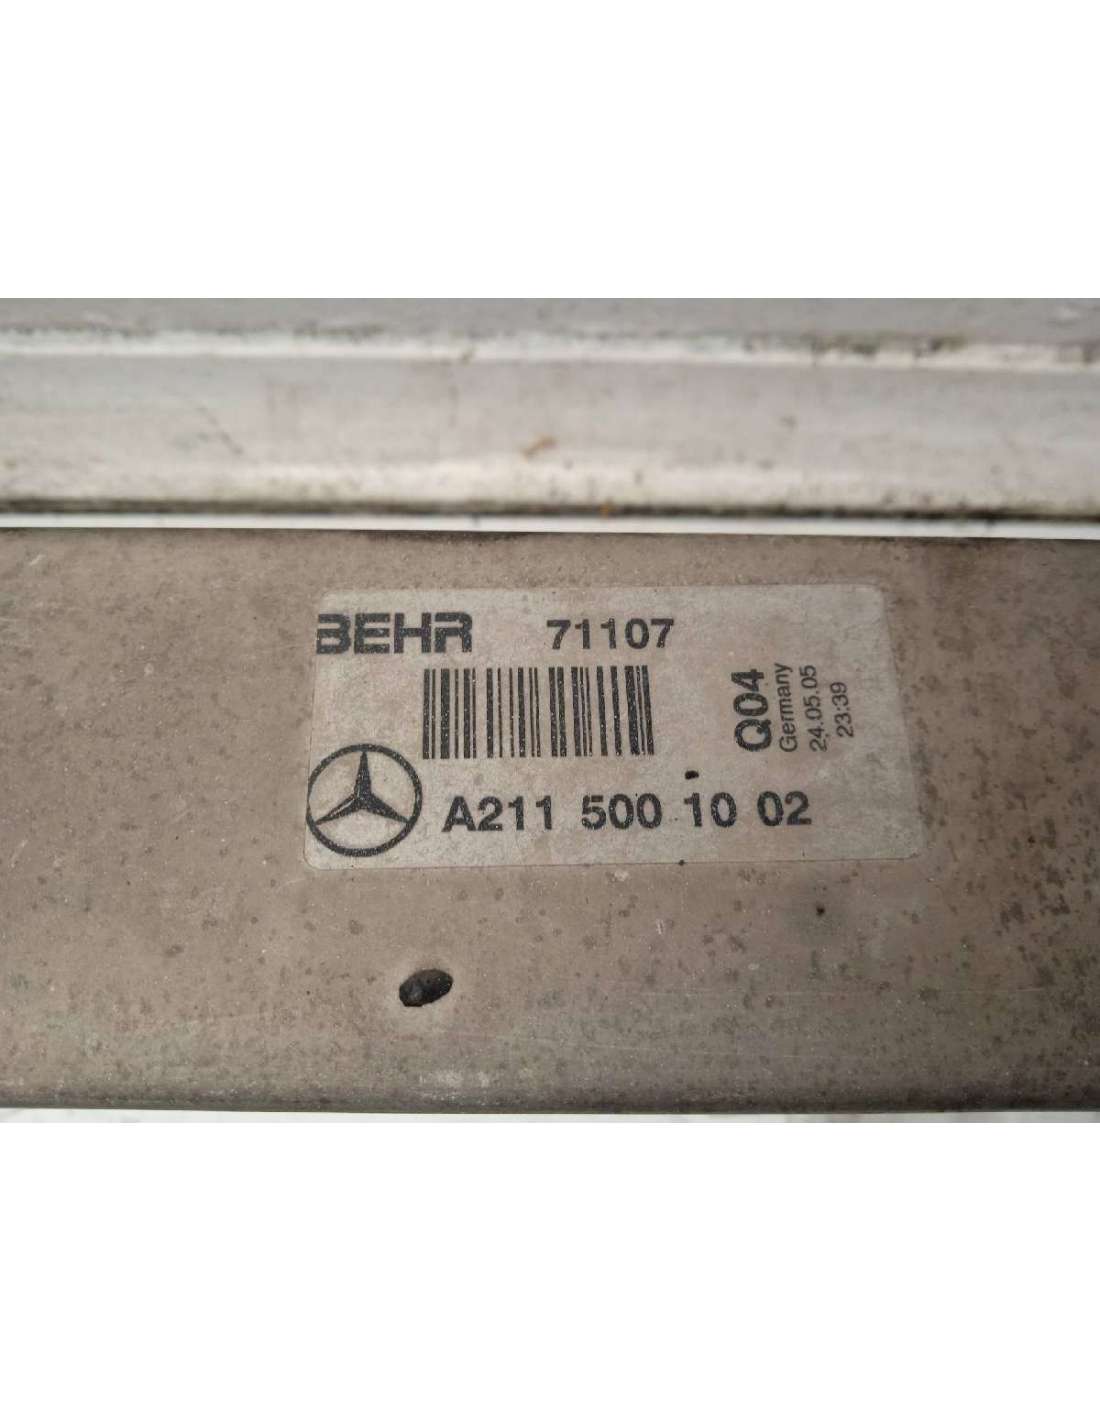 BEHR 71107
Q04
Germany
24.05.05
23:39
A211 500 10 02